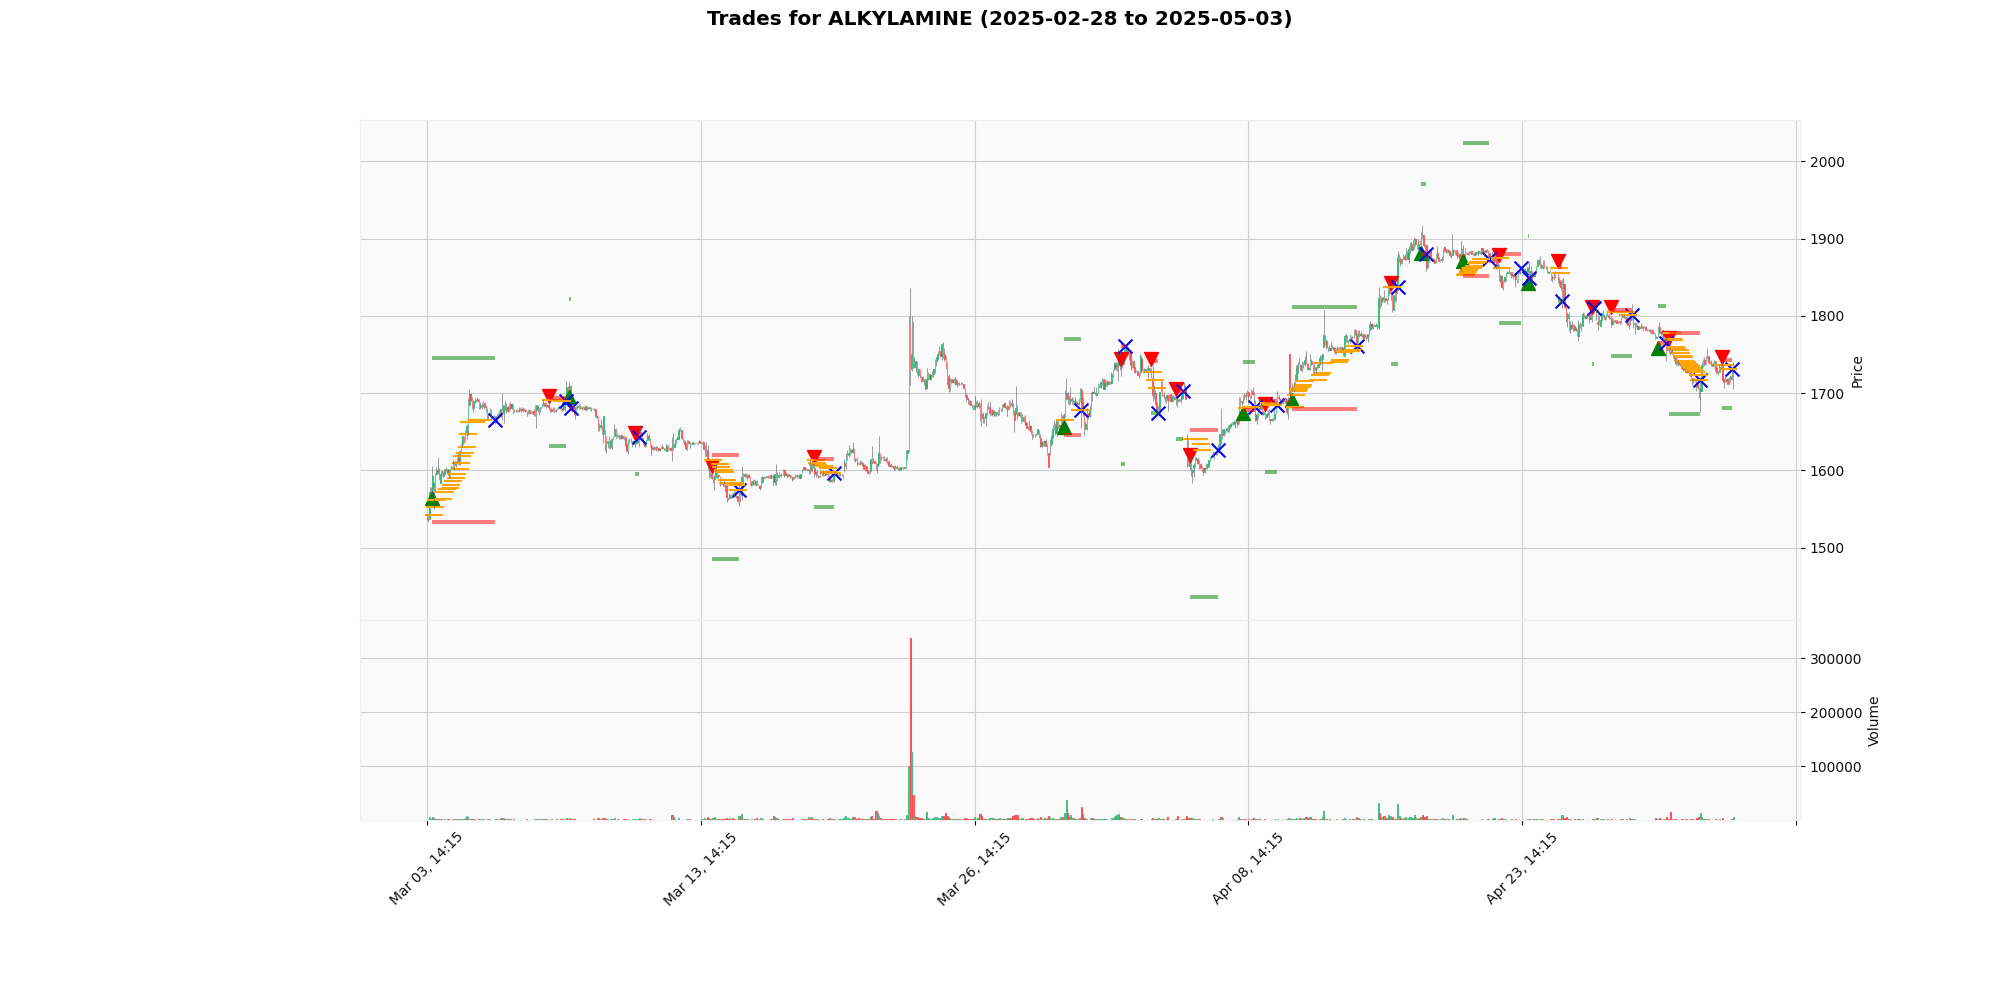 Trades for ALKYLAMINE (2025-02-28 to 2025-05-03)
2000
1900
1800
1700
1600
1500
Price
300000
200000
100000
Volume
Mar 03, 14:15
Mar 13, 14:15
Mar 26, 14:15
Apr 08, 14:15
Apr 23, 14:15